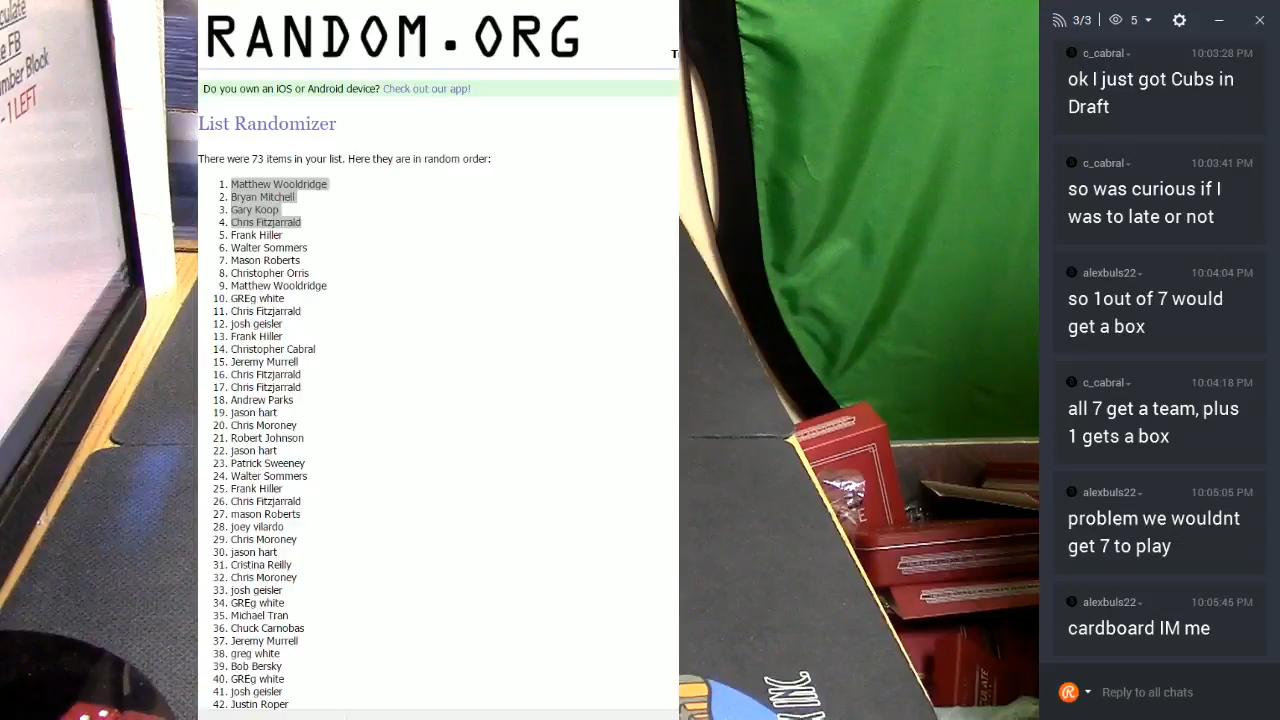 culate
e FB
umber Block
- 1 LEFT
RANDOM.ORG
Do you own an iOS or Android device? Check out our app!
List Randomizer
There were 73 items in your list. Here they are in random order:
1. Matthew Wooldridge
2. Bryan Mitchell
3. Gary Koop
4. Chris Fitzjarrald
5. Frank Hiller
6. Walter Sommers
7. Mason Roberts
8. Christopher Orris
9. Matthew Wooldridge
10. GREg white
11. Chris Fitzjarrald
12. josh geisler
13. Frank Hiller
14. Christopher Cabral
15. Jeremy Murrell
16. Chris Fitzjarrald
17. Chris Fitzjarrald
18. Andrew Parks
19. jason hart
20. Chris Moroney
21. Robert Johnson
22. jason hart
23. Patrick Sweeney
24. Walter Sommers
25. Frank Hiller
26. Chris Fitzjarrald
27. mason Roberts
28. joey vilardo
29. Chris Moroney
30. jason hart
31. Cristina Reilly
32. Chris Moroney
33. josh geisler
34. GREg white
35. Michael Tran
36. Chuck Carnobas
37. Jeremy Murrell
38. greg white
39. Bob Bersky
40. GREg white
41. josh geisler
42. Justin Roper
INC
3/3 5
c_cabral 10:03:28 PM
ok I just got Cubs in
Draft
c_cabral 10:03:41 PM
so was curious if I
was to late or not
alexbuls22 10:04:04 PM
so 1out of 7 would
get a box
c_cabral 10:04:18 PM
all 7 get a team, plus
1 gets a box
alexbuls22 10:05:05 PM
problem we wouldnt
get 7 to play
alexbuls22 10:05:45 PM
cardboard IM me
Reply to all chats